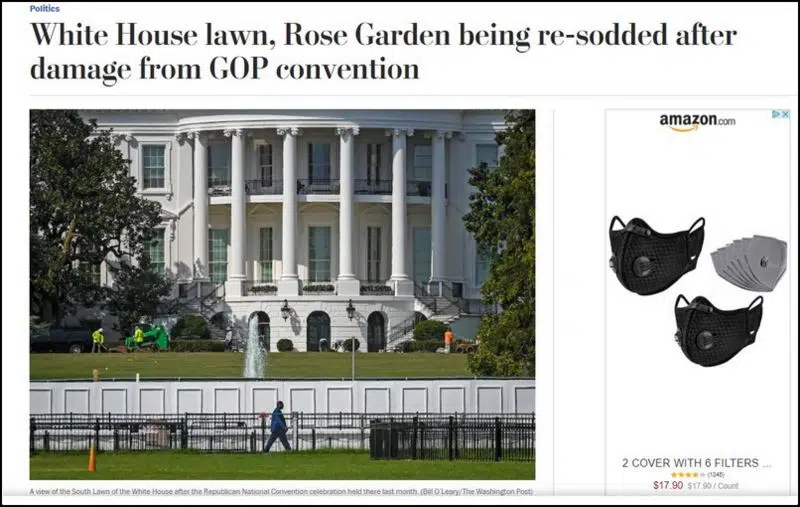 Politics
White House lawn, Rose Garden being re-sodded after
damage from GOP convention
amazon.com
2 COVER WITH 6 FILTERS ...
(1345)
$17.90 $17.90 / Count
A view of the South Lawn of the White House after the Republican National Convention celebration held there last month. (Bill O'Leary/The Washington Post)